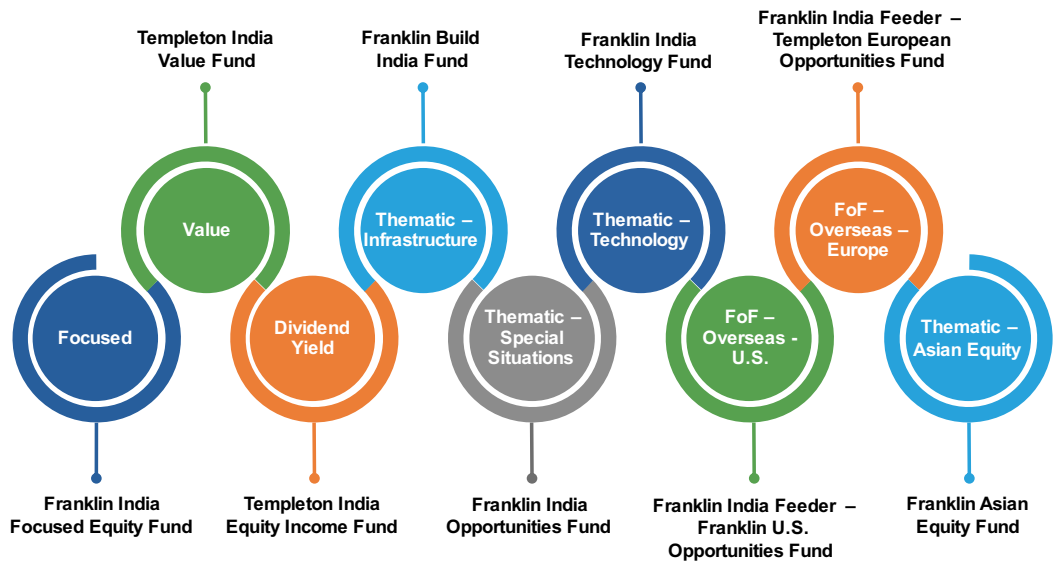 Templeton India
Value Fund
Franklin Build
India Fund
Franklin India
Technology Fund
Franklin India Feeder –
Templeton European
Opportunities Fund
Value
Thematic –
Infrastructure
Thematic –
Technology
FoF –
Overseas –
Europe
Focused
Dividend
Yield
Thematic –
Special
Situations
FoF –
Overseas -
U.S.
Thematic –
Asian Equity
Franklin India
Focused Equity Fund
Templeton India
Equity Income Fund
Franklin India
Opportunities Fund
Franklin India Feeder –
Franklin U.S.
Opportunities Fund
Franklin Asian
Equity Fund